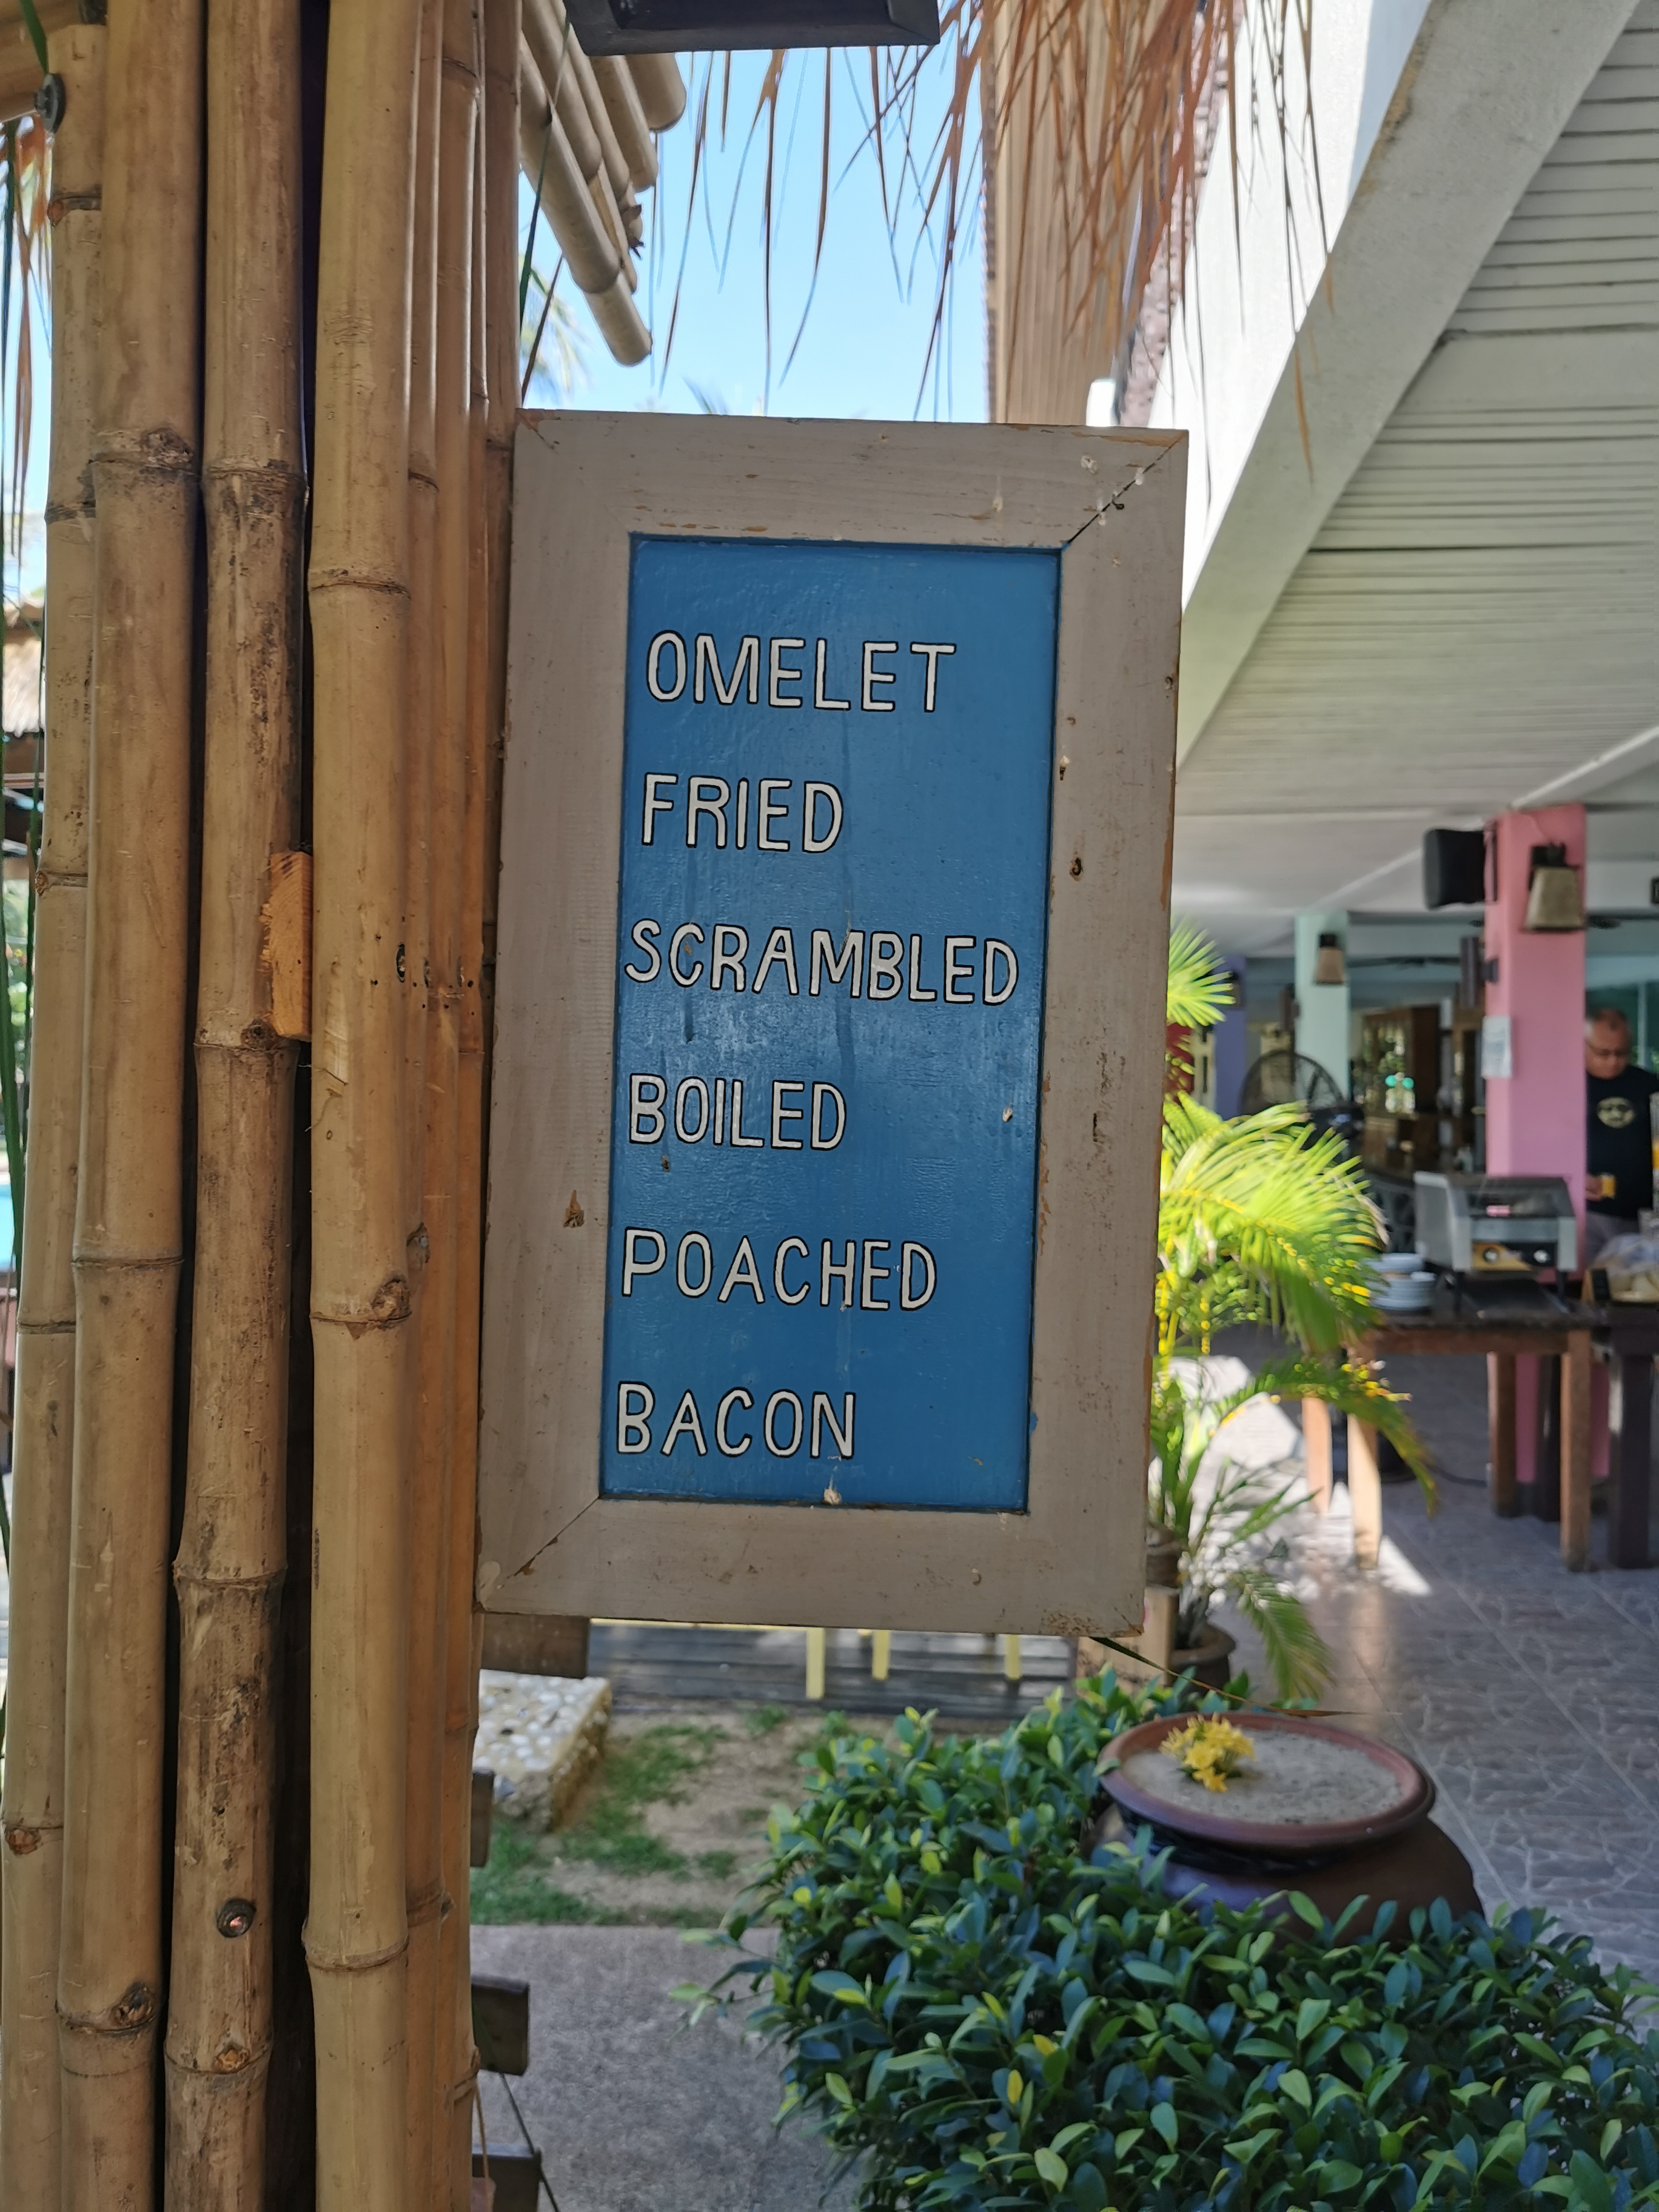 OMELET
FRIED
SCRAMBLED
BOILED
POACHED
BACON